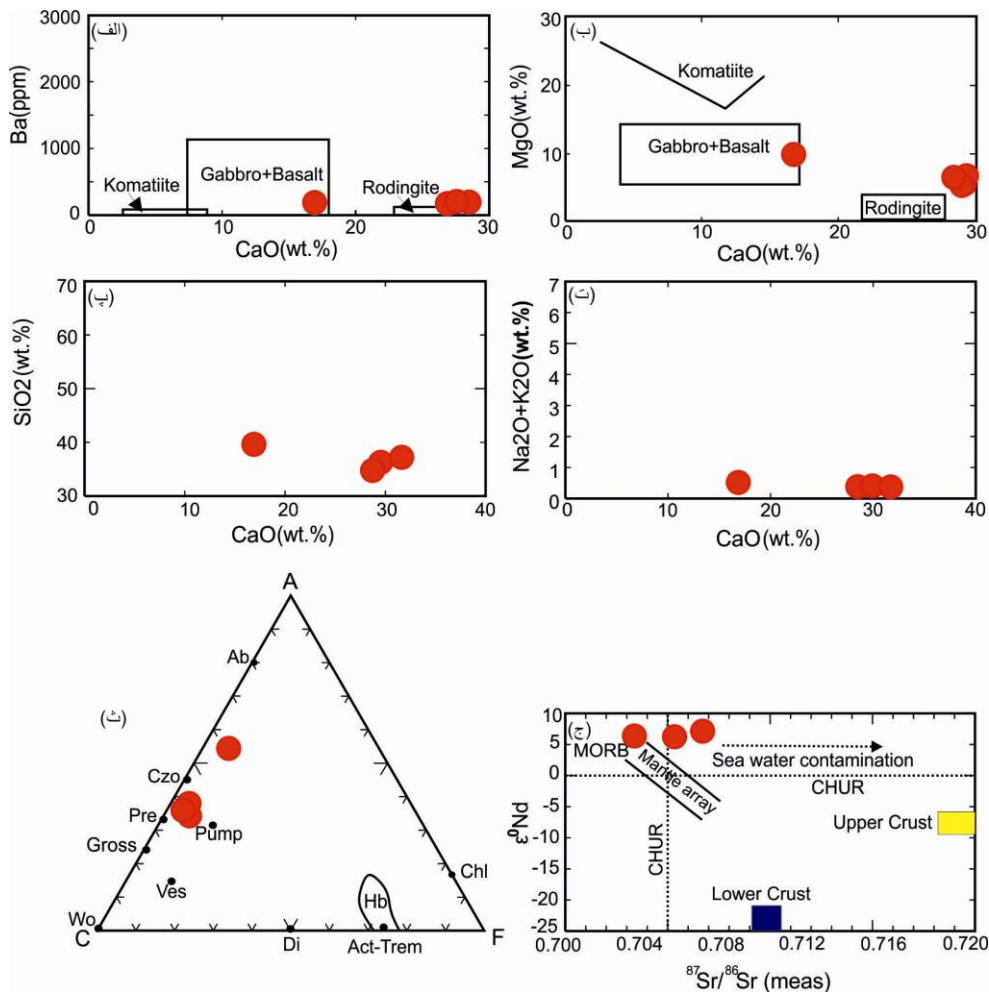 (الف)
3000
2000
1000
0
Ba(ppm)
Komatiite
Gabbro+Basalt
Rodingite
0 10 20 30
CaO(wt.%)
(ب)
30
20
10
0
MgO(wt.%)
Komatiite
Gabbro+Basalt
Rodingite
0 10 20 30
CaO(wt.%)
(پ)
70
60
50
40
30
SiO2(wt.%)
0 10 20 30 40
CaO(wt.%)
(ت)
7
6
5
4
3
2
1
0
Na2O+K2O(wt.%)
0 10 20 30 40
CaO(wt.%)
(ث)
A
Ab
Czo
Pre
Pump
Gross
Ves
Chl
Hb
Wo
C
Di
Act-Trem
F
(ج)
10
5
0
-5
-10
-15
-20
-25
ε⁰Nd
MORB
Mantle array
Sea water contamination
CHUR
CHUR
Upper Crust
Lower Crust
0.700 0.704 0.708 0.712 0.716 0.720
⁸⁷Sr/⁸⁶Sr (meas)